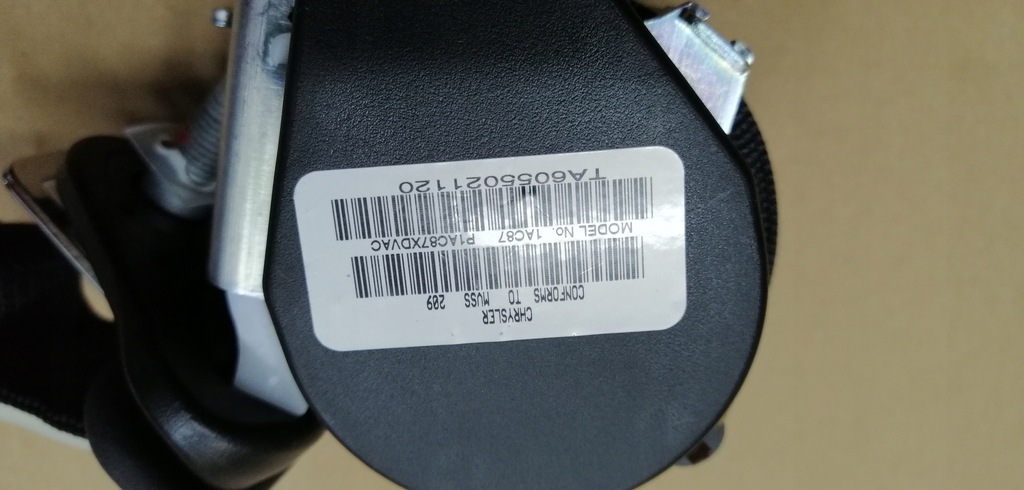 CHRYSLER
CONFORMS TO MVSS 209
MODEL No. 1AC87 P1AC87XDVAC
TA6055021120